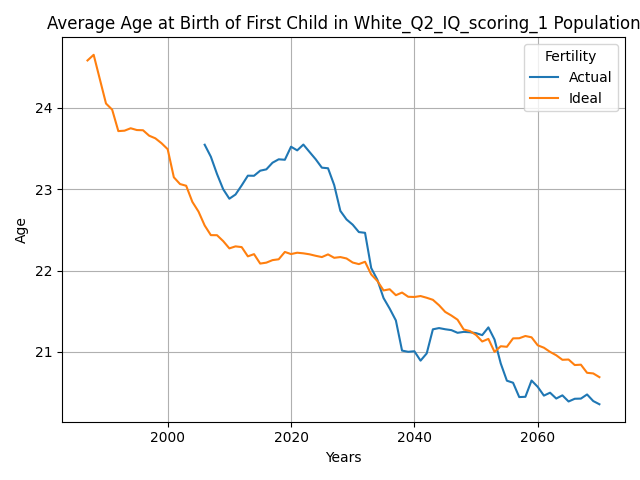 Average Age at Birth of First Child in White_Q2_IQ_scoring_1 Population
Fertility
Actual
Ideal
24
23
22
21
Age
2000
2020
2040
2060
Years